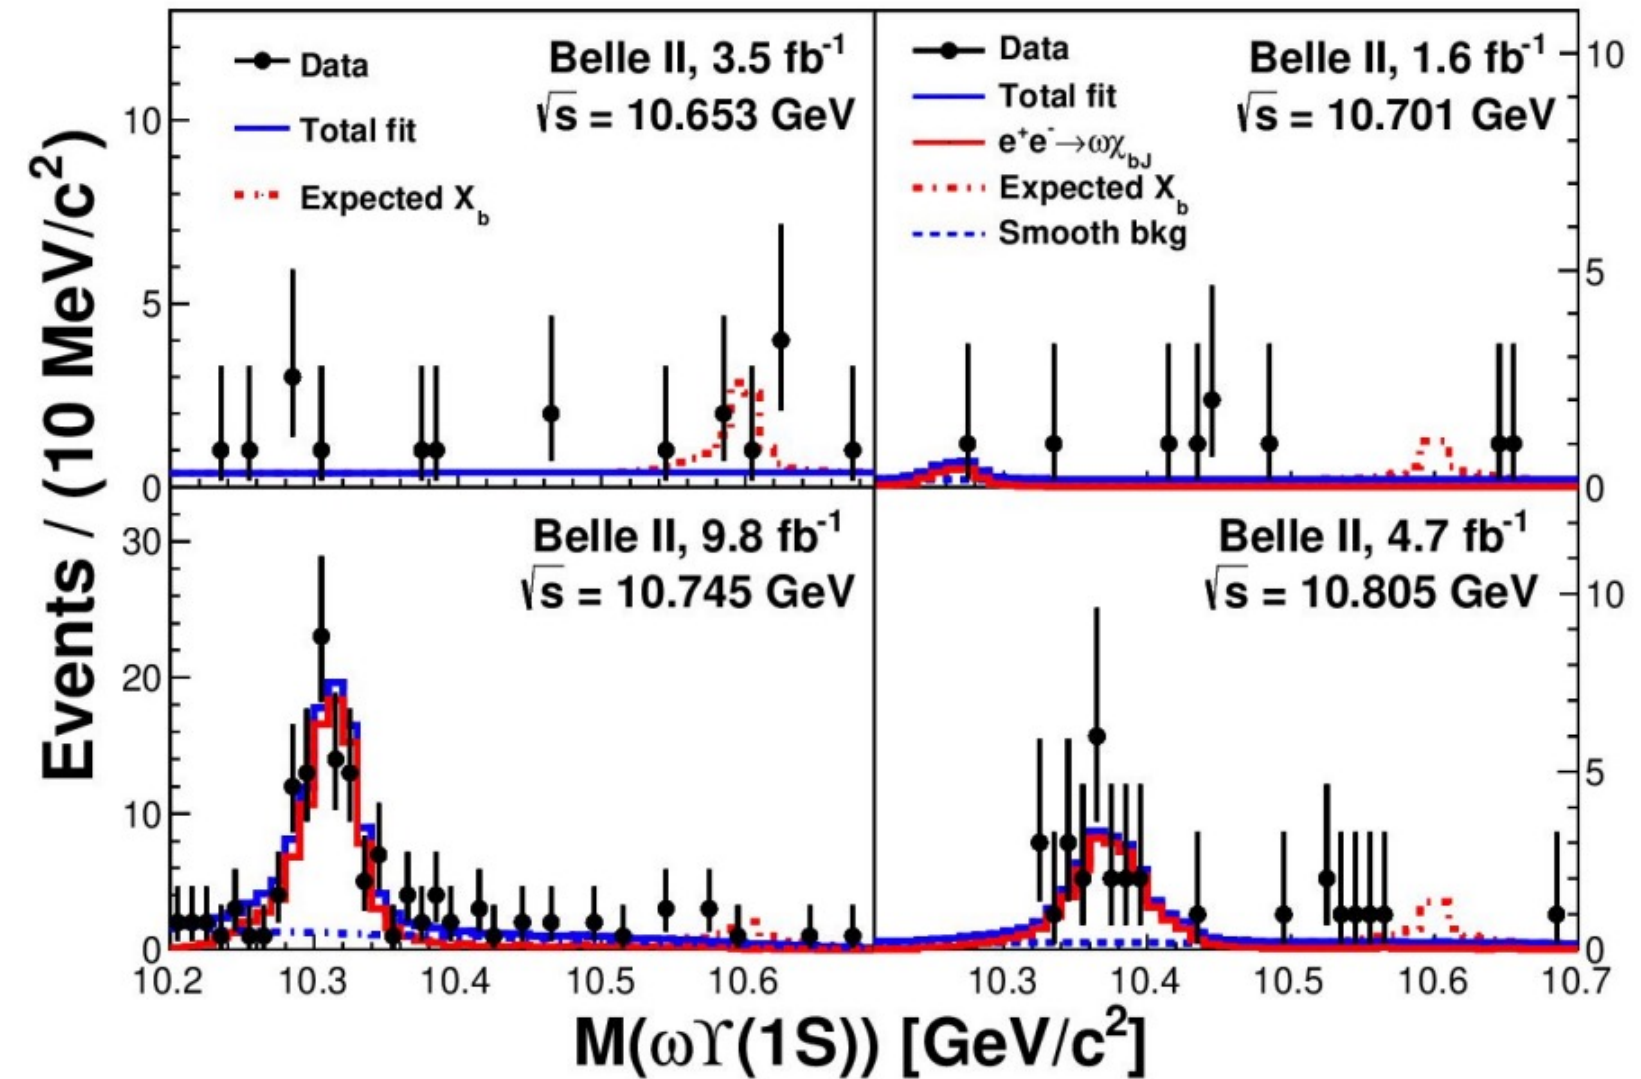 Events / (10 MeV/c²)
Data
Total fit
Expected X_b
Belle II, 3.5 fb⁻¹
√s = 10.653 GeV
10
5
0
Data
Total fit
e⁺e⁻→ωχ_bJ
Expected X_b
Smooth bkg
Belle II, 1.6 fb⁻¹
√s = 10.701 GeV
10
5
0
Belle II, 9.8 fb⁻¹
√s = 10.745 GeV
30
20
10
0
Belle II, 4.7 fb⁻¹
√s = 10.805 GeV
10
5
0
10.2 10.3 10.4 10.5 10.6 10.3 10.4 10.5 10.6 10.7
M(ωϒ(1S)) [GeV/c²]